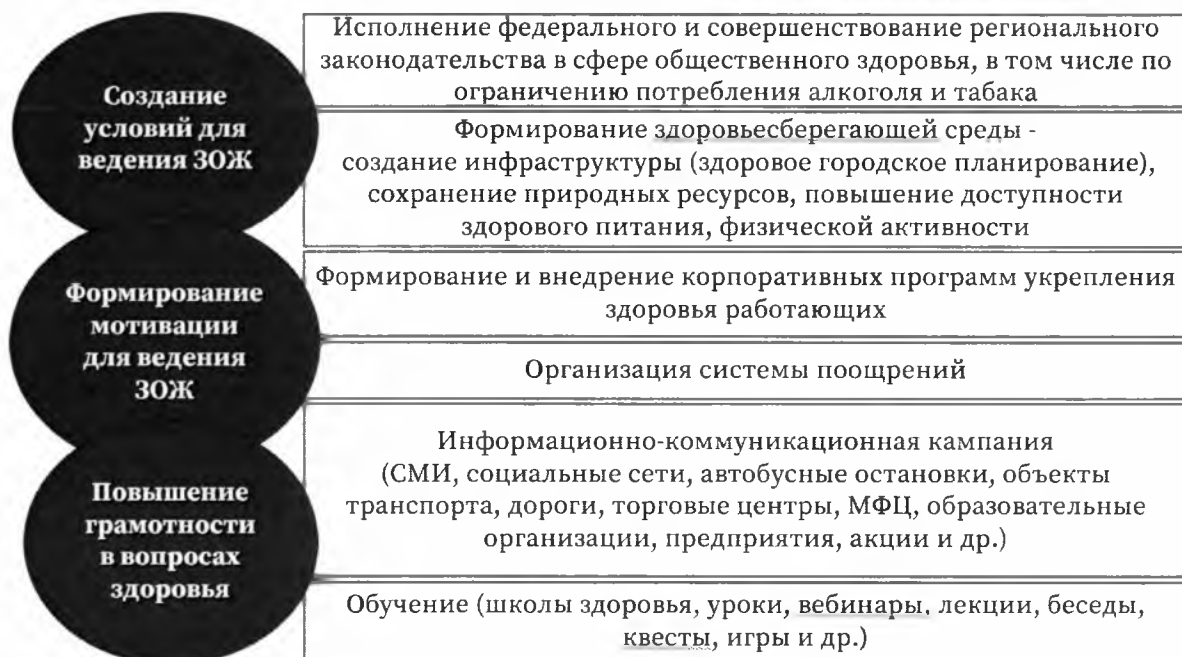 Создание
условий для
ведения ЗОЖ
Исполнение федерального и совершенствование регионального
законодательства в сфере общественного здоровья, в том числе по
ограничению потребления алкоголя и табака
Формирование здоровьесберегающей среды -
создание инфраструктуры (здоровое городское планирование),
сохранение природных ресурсов, повышение доступности
здорового питания, физической активности
Формирование
мотивации
для ведения
ЗОЖ
Формирование и внедрение корпоративных программ укрепления
здоровья работающих
Организация системы поощрений
Повышение
грамотности
в вопросах
здоровья
Информационно-коммуникационная кампания
(СМИ, социальные сети, автобусные остановки, объекты
транспорта, дороги, торговые центры, МФЦ, образовательные
организации, предприятия, акции и др.)
Обучение (школы здоровья, уроки, вебинары, лекции, беседы,
квесты, игры и др.)